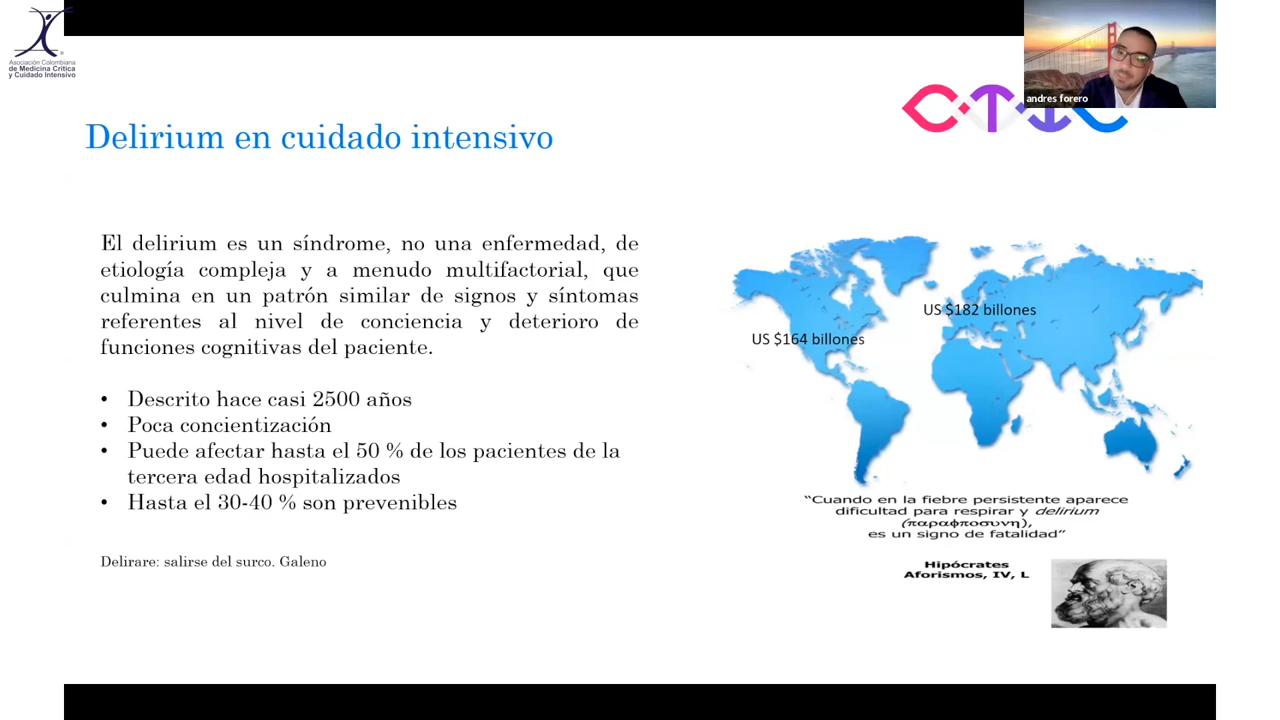 Asociación Colombiana
de Medicina Crítica
y Cuidado Intensivo
andres forero
CTIC
Delirium en cuidado intensivo
El delirium es un síndrome, no una enfermedad, de
etiología compleja y a menudo multifactorial, que
culmina en un patrón similar de signos y síntomas
referentes al nivel de conciencia y deterioro de
funciones cognitivas del paciente.
• Descrito hace casi 2500 años
• Poca concientización
• Puede afectar hasta el 50 % de los pacientes de la
tercera edad hospitalizados
• Hasta el 30-40 % son prevenibles
Delirare: salirse del surco. Galeno
US $182 billones
US $164 billones
“Cuando en la fiebre persistente aparece
dificultad para respirar y delirium
(παραφποσυνη),
es un signo de fatalidad”
Hipócrates
Aforismos, IV, L